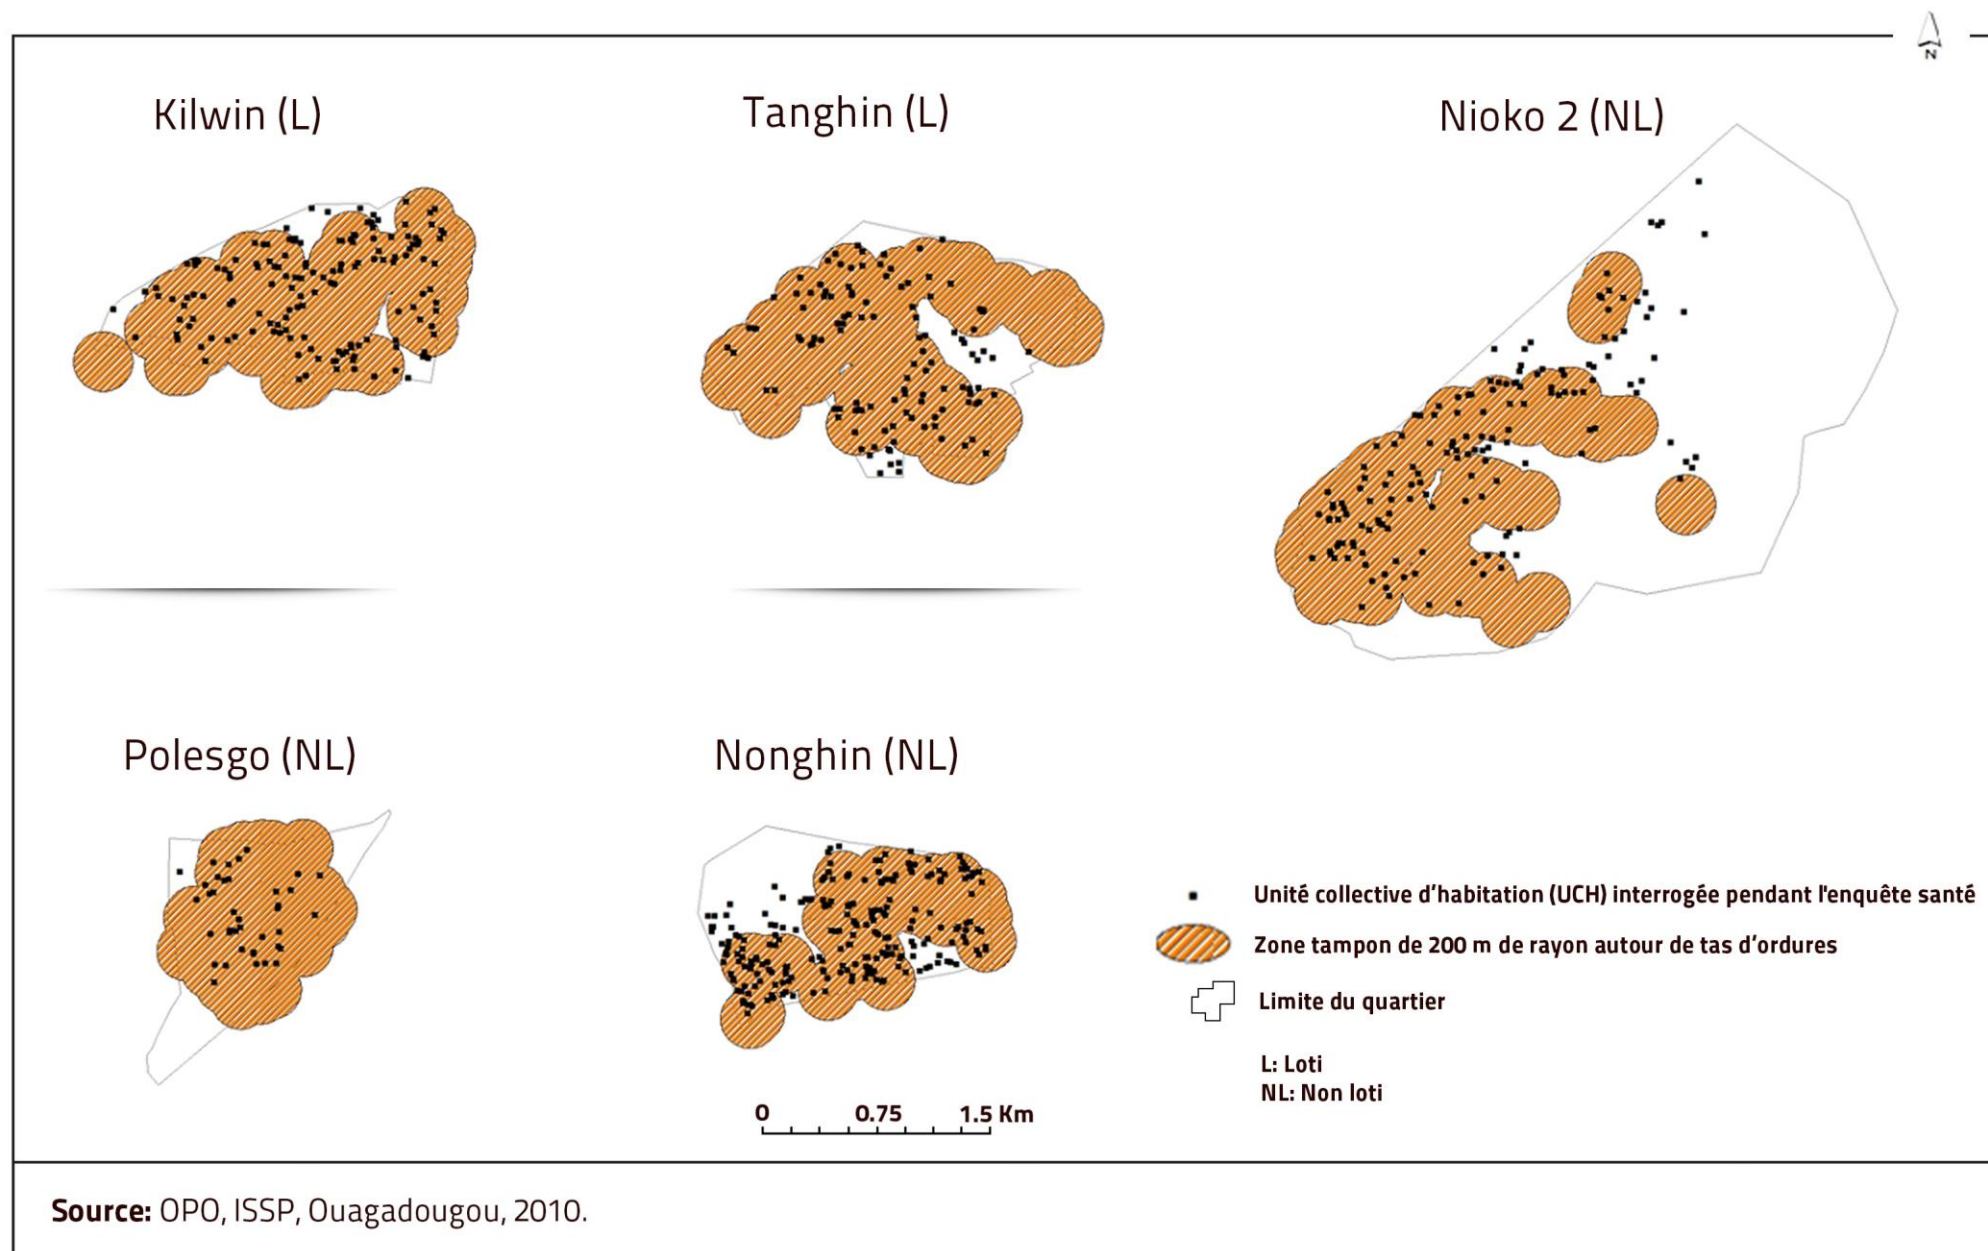 N
Kilwin (L)
Tanghin (L)
Nioko 2 (NL)
Polesgo (NL)
Nonghin (NL)
Unité collective d'habitation (UCH) interrogée pendant l'enquête santé
Zone tampon de 200 m de rayon autour de tas d'ordures
Limite du quartier
L: Loti
NL: Non loti
0 0.75 1.5 Km
Source: OPO, ISSP, Ouagadougou, 2010.